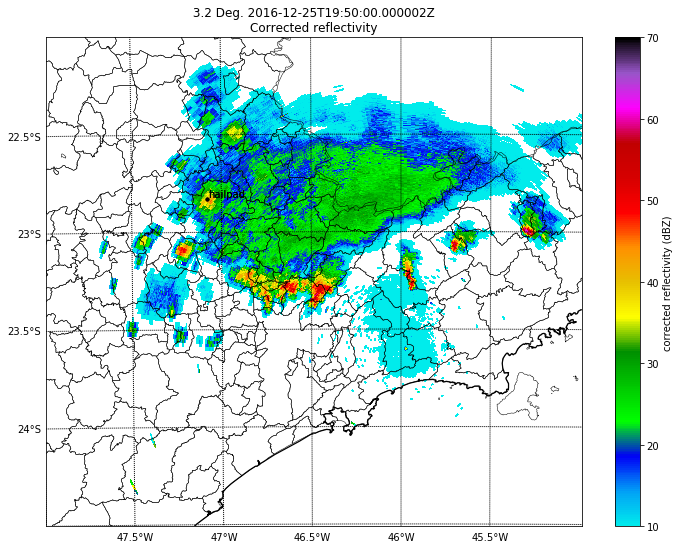 3.2 Deg. 2016-12-25T19:50:00.000002Z
Corrected reflectivity
22.5°S
23°S
23.5°S
24°S
47.5°W
47°W
46.5°W
46°W
45.5°W
hailpad
70
60
50
40
30
20
10
corrected reflectivity (dBZ)